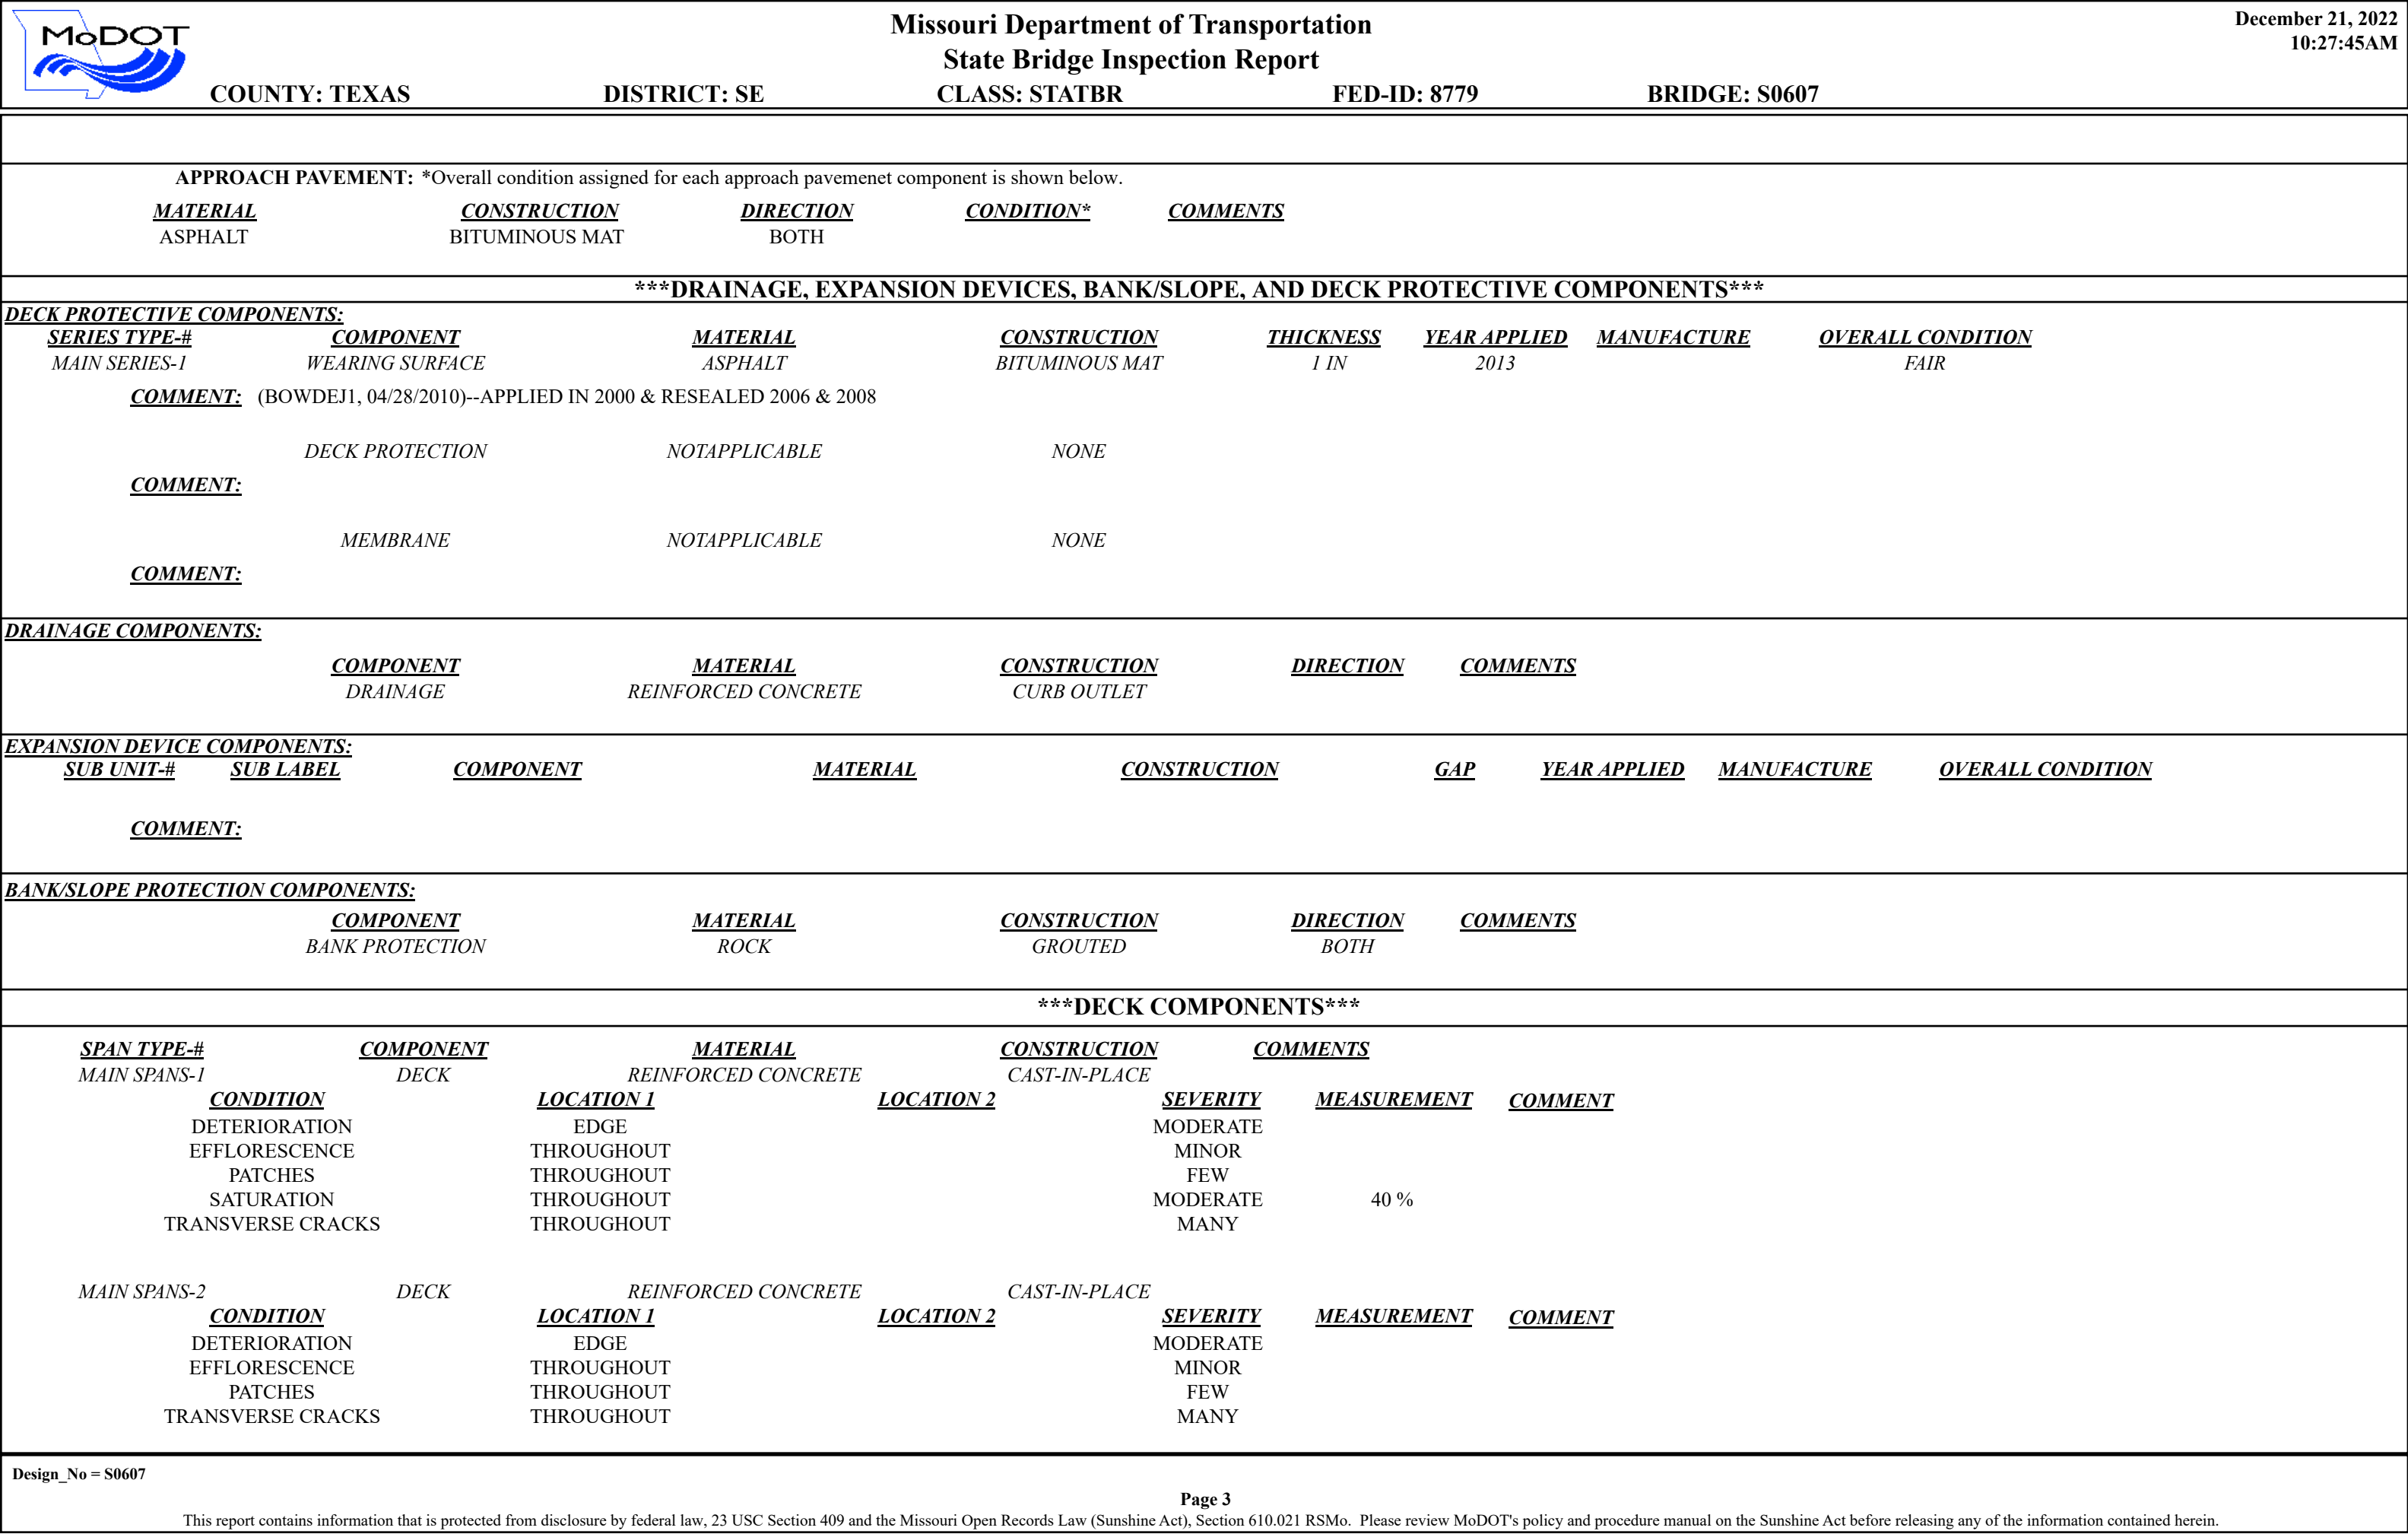 MoDOT
Missouri Department of Transportation
State Bridge Inspection Report
December 21, 2022
10:27:45AM
COUNTY: TEXAS DISTRICT: SE CLASS: STATBR FED-ID: 8779 BRIDGE: S0607
APPROACH PAVEMENT: *Overall condition assigned for each approach pavemenet component is shown below.
MATERIAL CONSTRUCTION DIRECTION CONDITION* COMMENTS
ASPHALT BITUMINOUS MAT BOTH
***DRAINAGE, EXPANSION DEVICES, BANK/SLOPE, AND DECK PROTECTIVE COMPONENTS***
DECK PROTECTIVE COMPONENTS:
SERIES TYPE-# COMPONENT MATERIAL CONSTRUCTION THICKNESS YEAR APPLIED MANUFACTURE OVERALL CONDITION
MAIN SERIES-1 WEARING SURFACE ASPHALT BITUMINOUS MAT 1 IN 2013 FAIR
COMMENT: (BOWDEJ1, 04/28/2010)--APPLIED IN 2000 & RESEALED 2006 & 2008
DECK PROTECTION NOTAPPLICABLE NONE
COMMENT:
MEMBRANE NOTAPPLICABLE NONE
COMMENT:
DRAINAGE COMPONENTS:
COMPONENT MATERIAL CONSTRUCTION DIRECTION COMMENTS
DRAINAGE REINFORCED CONCRETE CURB OUTLET
EXPANSION DEVICE COMPONENTS:
SUB UNIT-# SUB LABEL COMPONENT MATERIAL CONSTRUCTION GAP YEAR APPLIED MANUFACTURE OVERALL CONDITION
COMMENT:
BANK/SLOPE PROTECTION COMPONENTS:
COMPONENT MATERIAL CONSTRUCTION DIRECTION COMMENTS
BANK PROTECTION ROCK GROUTED BOTH
***DECK COMPONENTS***
SPAN TYPE-# COMPONENT MATERIAL CONSTRUCTION COMMENTS
MAIN SPANS-1 DECK REINFORCED CONCRETE CAST-IN-PLACE
CONDITION LOCATION 1 LOCATION 2 SEVERITY MEASUREMENT COMMENT
DETERIORATION EDGE MODERATE
EFFLORESCENCE THROUGHOUT MINOR
PATCHES THROUGHOUT FEW
SATURATION THROUGHOUT MODERATE 40 %
TRANSVERSE CRACKS THROUGHOUT MANY
MAIN SPANS-2 DECK REINFORCED CONCRETE CAST-IN-PLACE
CONDITION LOCATION 1 LOCATION 2 SEVERITY MEASUREMENT COMMENT
DETERIORATION EDGE MODERATE
EFFLORESCENCE THROUGHOUT MINOR
PATCHES THROUGHOUT FEW
TRANSVERSE CRACKS THROUGHOUT MANY
Design_No = S0607
Page 3
This report contains information that is protected from disclosure by federal law, 23 USC Section 409 and the Missouri Open Records Law (Sunshine Act), Section 610.021 RSMo. Please review MoDOT's policy and procedure manual on the Sunshine Act before releasing any of the information contained herein.